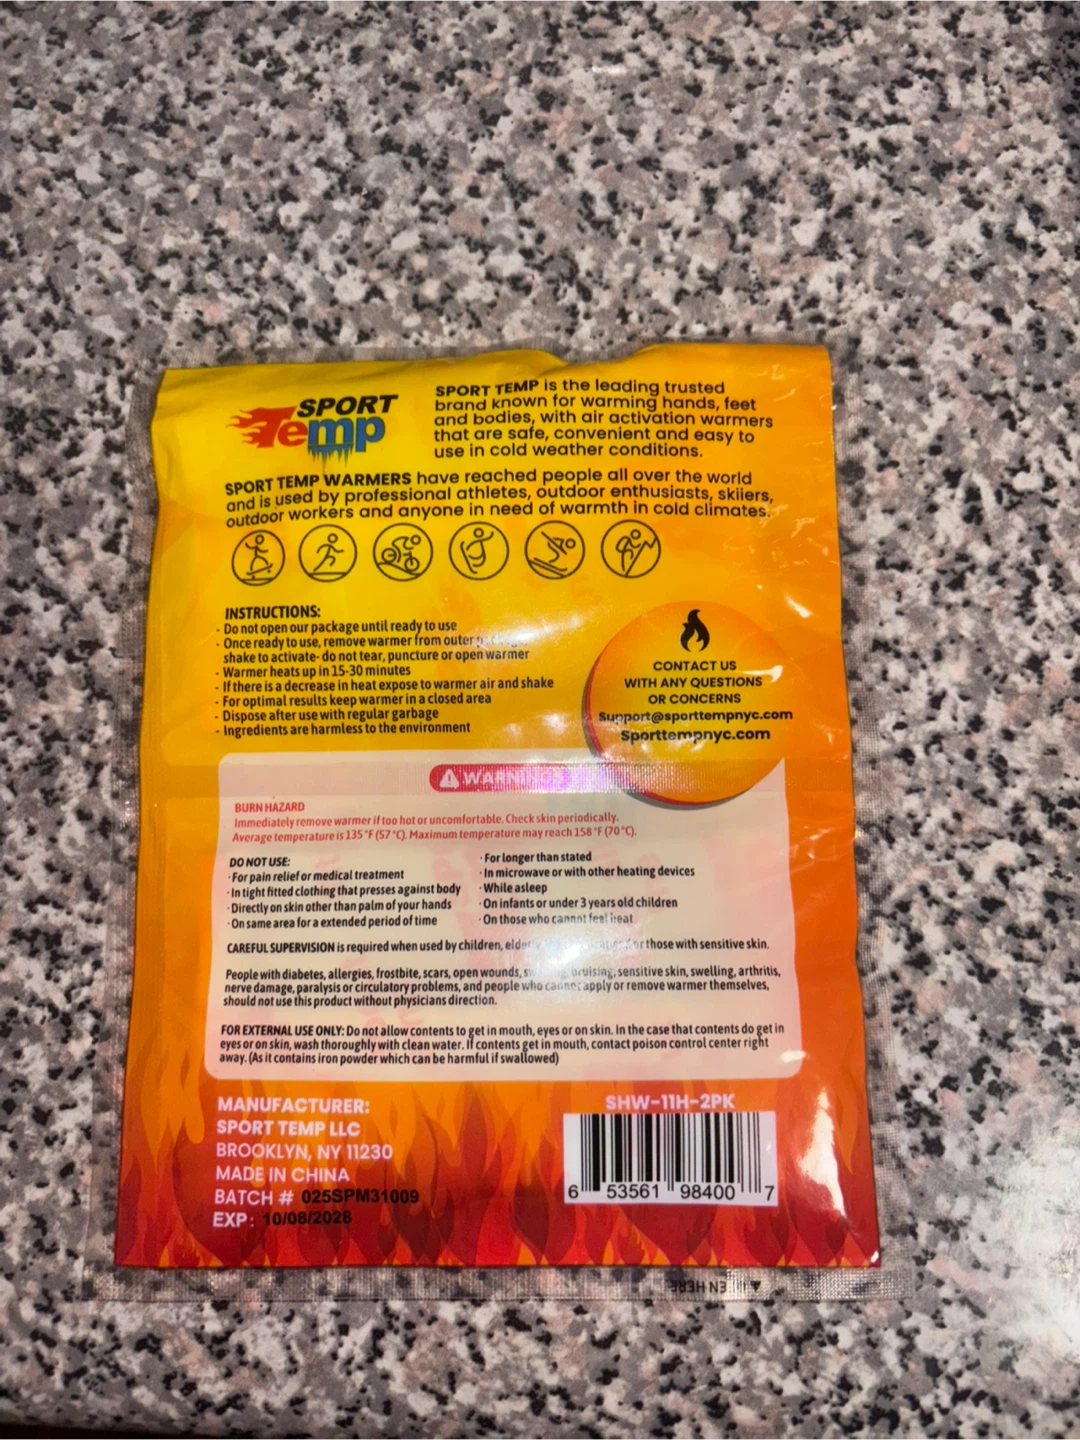 SPORT
Temp
SPORT TEMP is the leading trusted
brand known for warming hands, feet
and bodies, with air activation warmers
that are safe, convenient and easy to
use in cold weather conditions.
SPORT TEMP WARMERS have reached people all over the world
and is used by professional athletes, outdoor enthusiasts, skiiers,
outdoor workers and anyone in need of warmth in cold climates.
INSTRUCTIONS:
- Do not open our package until ready to use
- Once ready to use, remove warmer from outer
shake to activate- do not tear, puncture or open warmer
- Warmer heats up in 15-30 minutes
- If there is a decrease in heat expose to warmer air and shake
- For optimal results keep warmer in a closed area
- Dispose after use with regular garbage
- Ingredients are harmless to the environment
CONTACT US
WITH ANY QUESTIONS
OR CONCERNS
Support@sporttempnyc.com
Sporttempnyc.com
WARNING
BURN HAZARD
Immediately remove warmer if too hot or uncomfortable. Check skin periodically.
Average temperature is 135 °F (57 °C). Maximum temperature may reach 158 °F (70 °C).
DO NOT USE:
· For pain relief or medical treatment
· In tight fitted clothing that presses against body
· Directly on skin other than palm of your hands
· On same area for a extended period of time
· For longer than stated
· In microwave or with other heating devices
· While asleep
· On infants or under 3 years old children
· On those who cannot feel heat
CAREFUL SUPERVISION is required when used by children, or those with sensitive skin.
People with diabetes, allergies, frostbite, scars, open wounds, bruising, sensitive skin, swelling, arthritis,
nerve damage, paralysis or circulatory problems, and people who cannot apply or remove warmer themselves,
should not use this product without physicians direction.
FOR EXTERNAL USE ONLY: Do not allow contents to get in mouth, eyes or on skin. In the case that contents do get in
eyes or on skin, wash thoroughly with clean water. If contents get in mouth, contact poison control center right
away. (As it contains iron powder which can be harmful if swallowed)
MANUFACTURER:
SPORT TEMP LLC
BROOKLYN, NY 11230
MADE IN CHINA
BATCH # 025SPM31009
EXP: 10/08/2028
SHW-11H-2PK
6 53561 98400 7
HERE